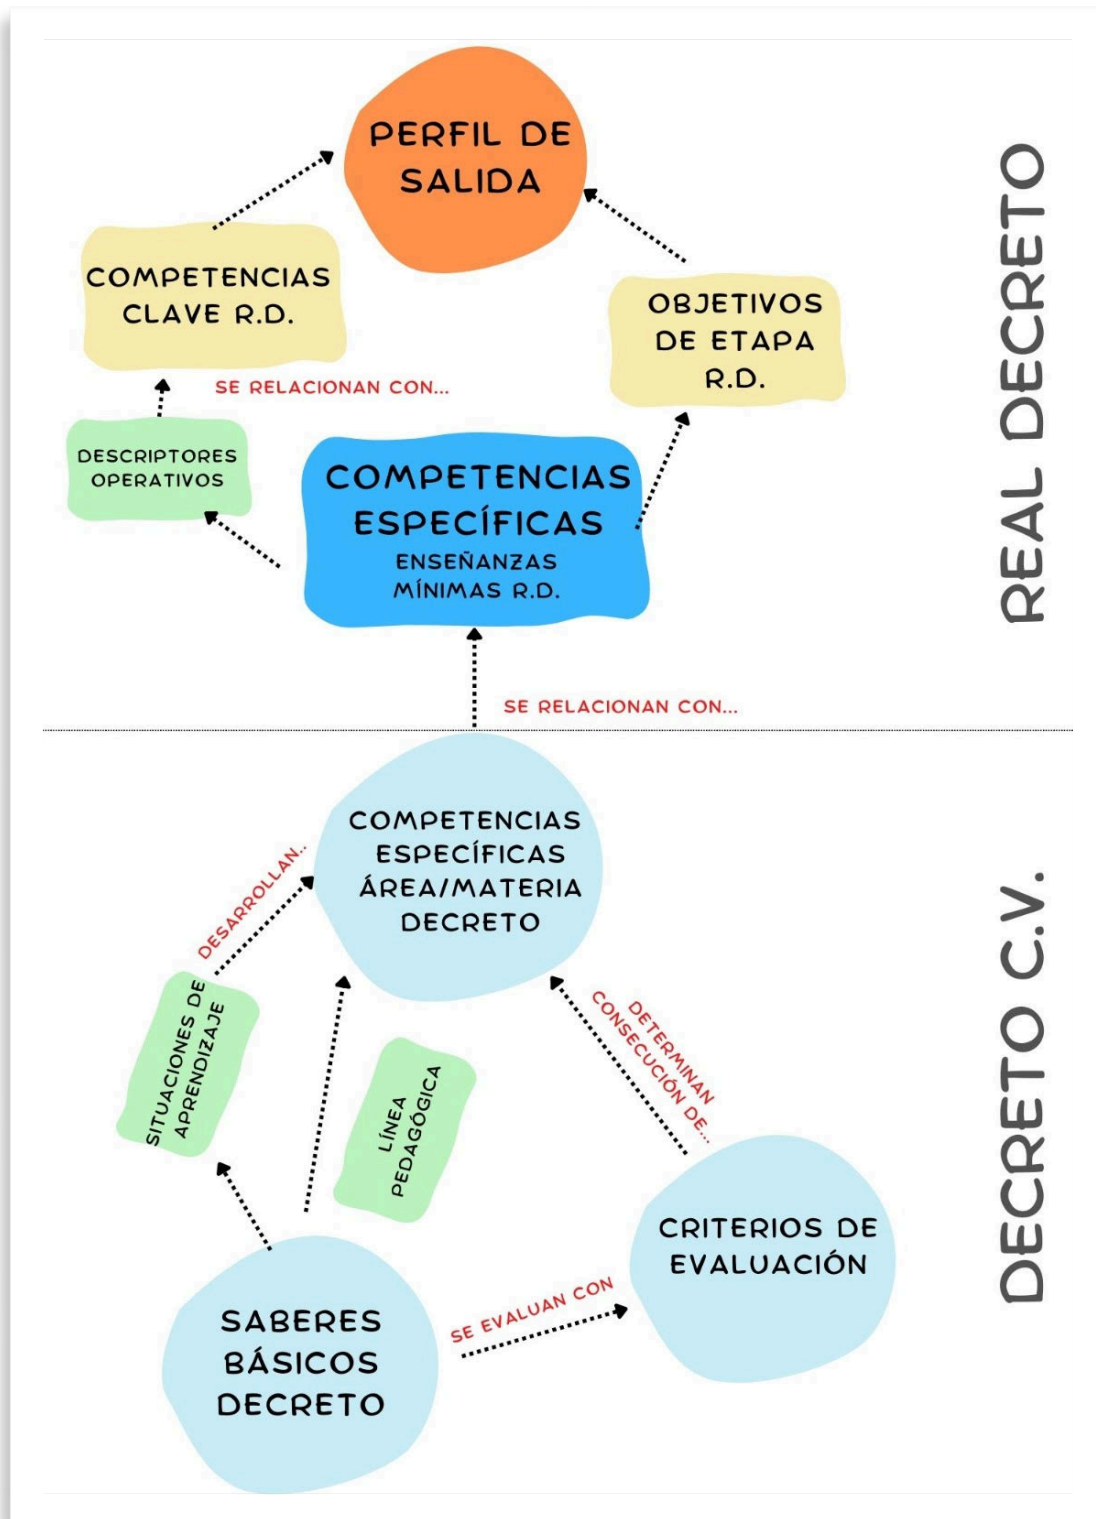 PERFIL DE
SALIDA
COMPETENCIAS
CLAVE R.D.
OBJETIVOS
DE ETAPA
R.D.
SE RELACIONAN CON...
DESCRIPTORES
OPERATIVOS
COMPETENCIAS
ESPECÍFICAS
ENSEÑANZAS
MÍNIMAS R.D.
REAL DECRETO
SE RELACIONAN CON...
COMPETENCIAS
ESPECÍFICAS
ÁREA/MATERIA
DECRETO
DESARROLLAN..
SITUACIONES DE
APRENDIZAJE
LÍNEA
PEDAGÓGICA
DETERMINAN
CONSECUCIÓN DE...
CRITERIOS DE
EVALUACIÓN
SE EVALUAN CON
SABERES
BÁSICOS
DECRETO
DECRETO C.V.